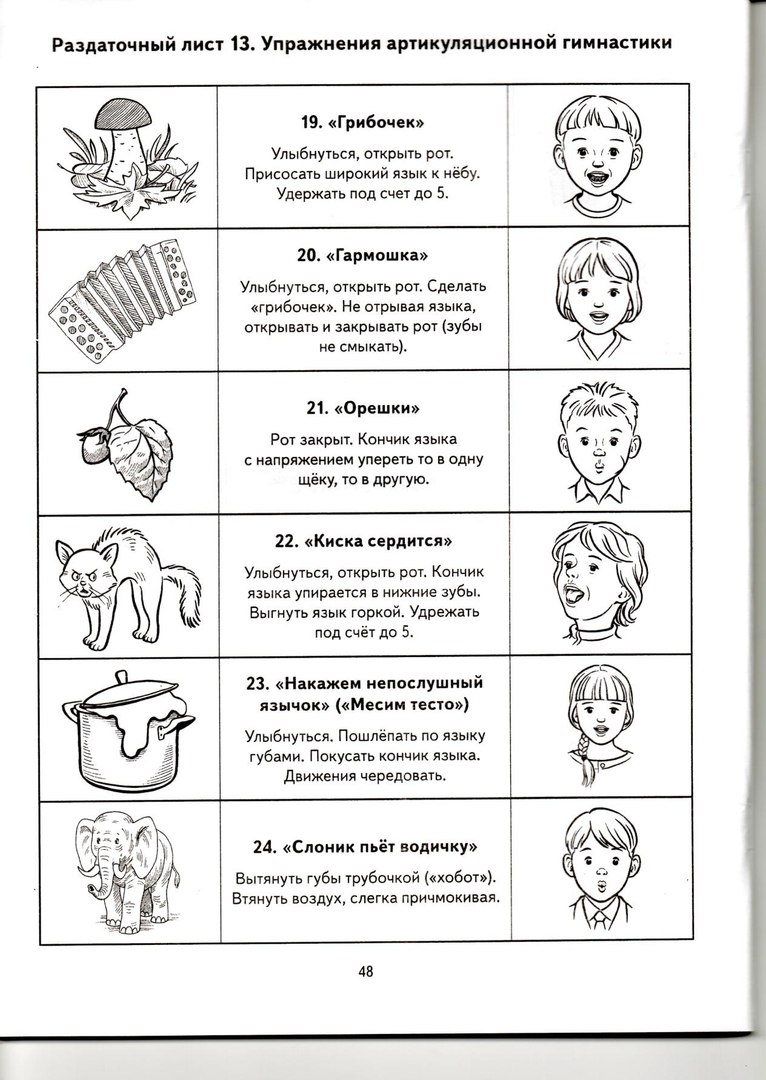 Раздаточный лист 13. Упражнения артикуляционной гимнастики
19. «Грибочек»
Улыбнуться, открыть рот.
Присосать широкий язык к нёбу.
Удержать под счет до 5.
20. «Гармошка»
Улыбнуться, открыть рот. Сделать
«грибочек». Не отрывая языка,
открывать и закрывать рот (зубы
не смыкать).
21. «Орешки»
Рот закрыт. Кончик языка
с напряжением упереть то в одну
щёку, то в другую.
22. «Киска сердится»
Улыбнуться, открыть рот. Кончик
языка упирается в нижние зубы.
Выгнуть язык горкой. Удрежать
под счёт до 5.
23. «Накажем непослушный
язычок» («Месим тесто»)
Улыбнуться. Пошлёпать по языку
губами. Покусать кончик языка.
Движения чередовать.
24. «Слоник пьёт водичку»
Вытянуть губы трубочкой («хобот»).
Втянуть воздух, слегка причмокивая.
48